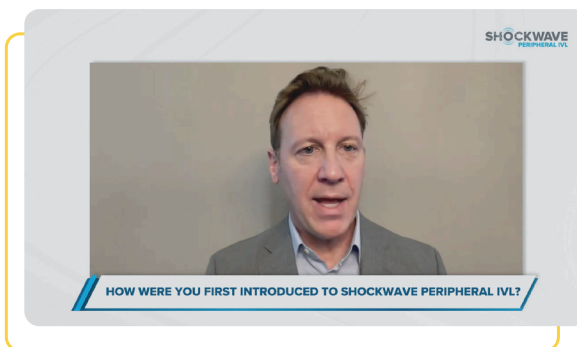 SHOCKWAVE
PERIPHERAL IVL
HOW WERE YOU FIRST INTRODUCED TO SHOCKWAVE PERIPHERAL IVL?